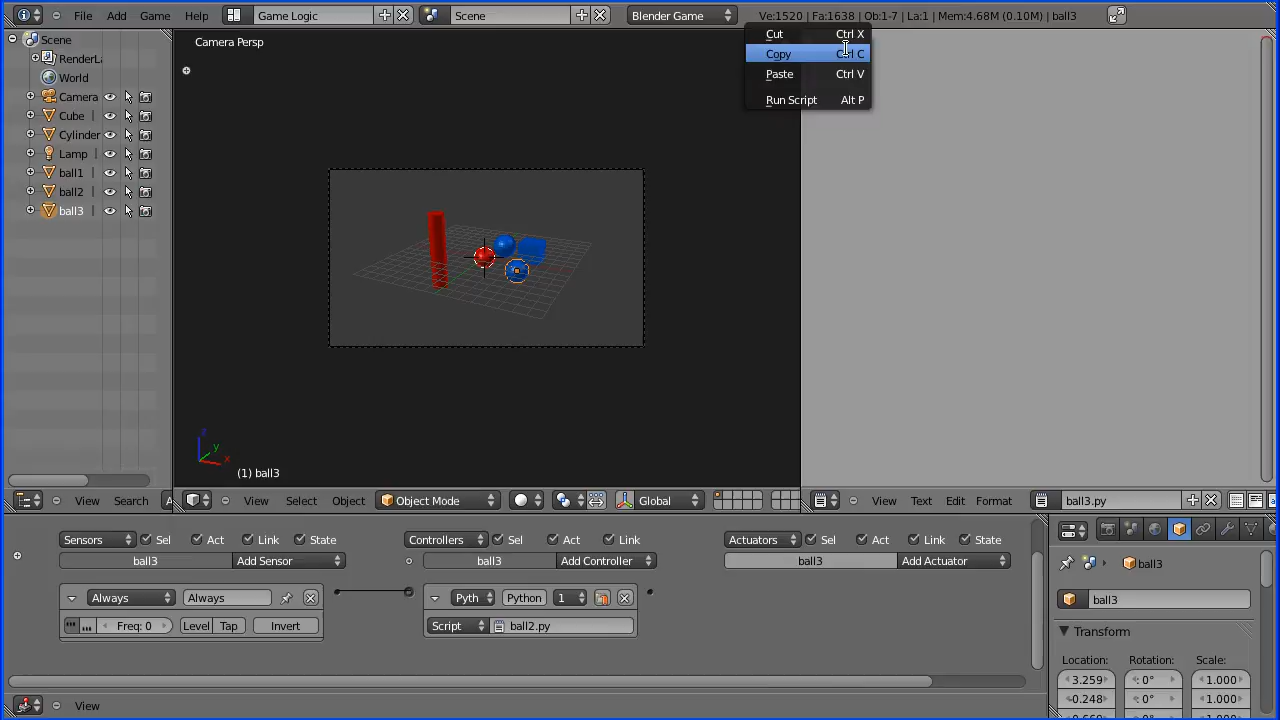 File Add Game Help Game Logic Scene Blender Game Ve:1520 | Fa:1638 | Ob:1-7 | La:1 | Mem:4.68M (0.10M) | ball3
Scene
RenderLa
World
Camera
Cube
Cylinder
Lamp
ball1
ball2
ball3
Camera Persp
z
y
x
(1) ball3
Cut Ctrl X
Copy Ctrl C
Paste Ctrl V
Run Script Alt P
View Search A
View Select Object Object Mode Global
View Text Edit Format ball3.py
Sensors Sel Act Link State
ball3 Add Sensor
Always Always
Freq: 0 Level Tap Invert
Controllers Sel Act Link
ball3 Add Controller
Pyth Python 1
Script ball2.py
Actuators Sel Act Link State
ball3 Add Actuator
View
ball3
ball3
Transform
Location: Rotation: Scale:
3.259 0° 1.000
-0.248 0° 1.000